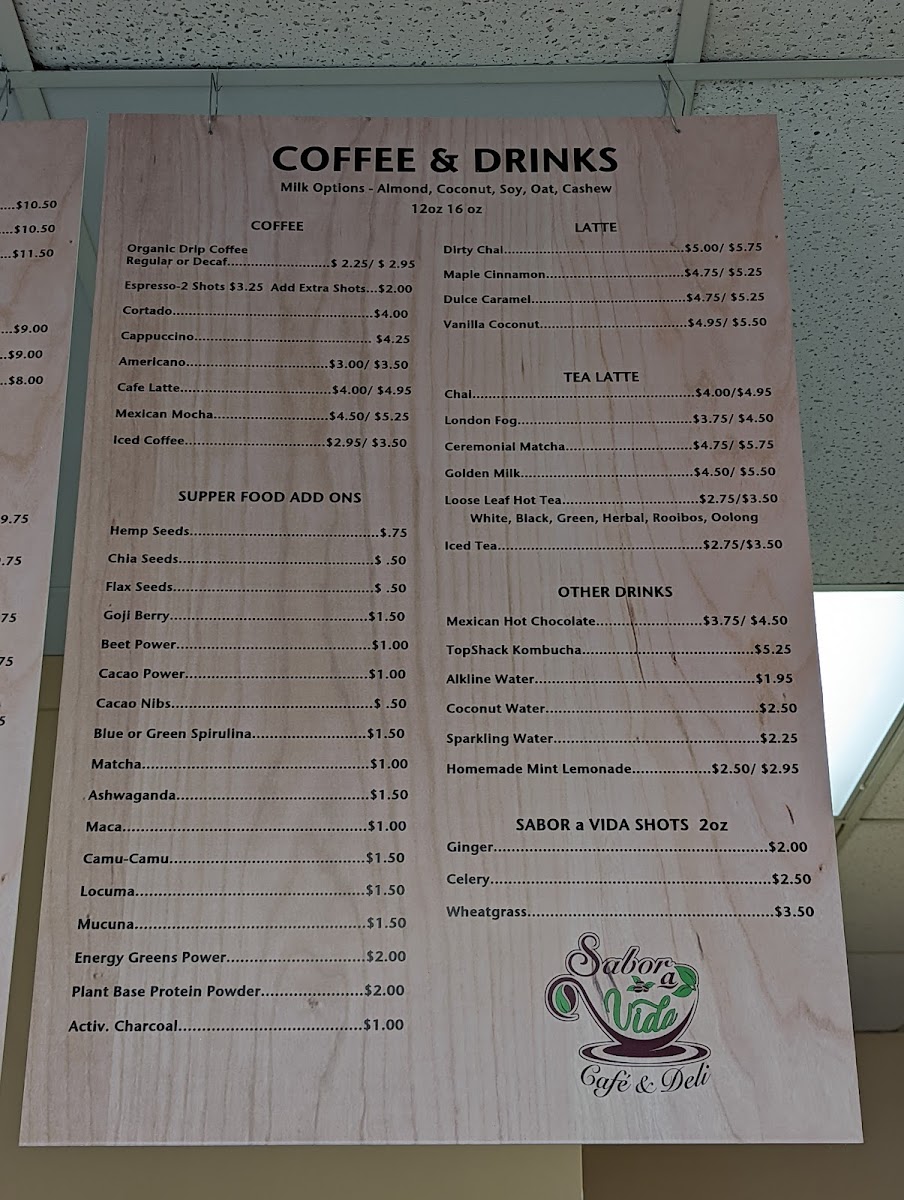 ....$10.50
....$10.50
...$11.50
...$9.00
..$9.00
..$8.00
9.75
.75
75
75
5
COFFEE & DRINKS
Milk Options - Almond, Coconut, Soy, Oat, Cashew
12oz 16 oz
COFFEE
Organic Drip Coffee
Regular or Decaf.............................$ 2.25/ $ 2.95
Espresso-2 Shots $3.25 Add Extra Shots...$2.00
Cortado.......................................................$4.00
Cappuccino................................................ $4.25
Americano......................................$3.00/ $3.50
Cafe Latte.........................................$4.00/ $4.95
Mexican Mocha...............................$4.50/ $5.25
Iced Coffee......................................$2.95/ $3.50
SUPPER FOOD ADD ONS
Hemp Seeds................................................$.75
Chia Seeds.................................................$ .50
Flax Seeds..................................................$ .50
Goji Berry.................................................$1.50
Beet Power................................................$1.00
Cacao Power.............................................$1.00
Cacao Nibs.................................................$ .50
Blue or Green Spirulina............................$1.50
Matcha......................................................$1.00
Ashwaganda..............................................$1.50
Maca..........................................................$1.00
Camu-Camu..............................................$1.50
Locuma.....................................................$1.50
Mucuna.....................................................$1.50
Energy Greens Power................................$2.00
Plant Base Protein Powder........................$2.00
Activ. Charcoal..........................................$1.00
LATTE
Dirty Chai..............................................$5.00/ $5.75
Maple Cinnamon...................................$4.75/ $5.25
Dulce Caramel.......................................$4.75/ $5.25
Vanilla Coconut.....................................$4.95/ $5.50
TEA LATTE
Chai.......................................................$4.00/$4.95
London Fog...........................................$3.75/ $4.50
Ceremonial Matcha...............................$4.75/ $5.75
Golden Milk..........................................$4.50/ $5.50
Loose Leaf Hot Tea.................................$2.75/$3.50
White, Black, Green, Herbal, Rooibos, Oolong
Iced Tea..................................................$2.75/$3.50
OTHER DRINKS
Mexican Hot Chocolate.........................$3.75/ $4.50
TopShack Kombucha.......................................$5.25
Alkline Water...................................................$1.95
Coconut Water.................................................$2.50
Sparkling Water...............................................$2.25
Homemade Mint Lemonade..................$2.50/ $2.95
SABOR a VIDA SHOTS 2oz
Ginger..............................................................$2.00
Celery...............................................................$2.50
Wheatgrass.......................................................$3.50
Sabor
a
Vida
Café & Deli